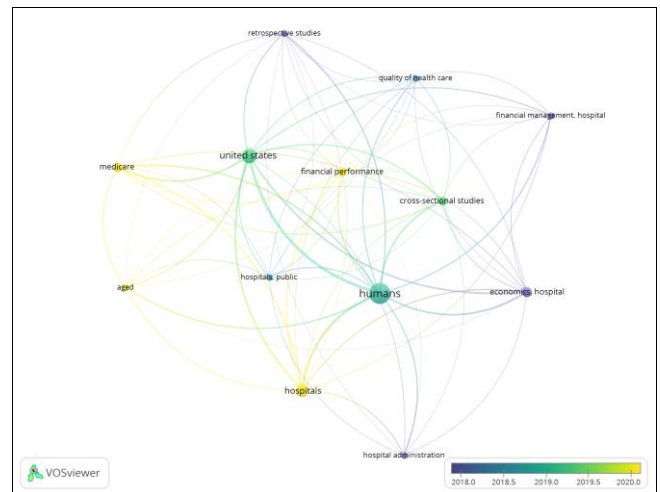 retrospective studies
quality of health care
financial management, hospital
united states
medicare
financial performance
cross-sectional studies
hospitals, public
aged
humans
economics, hospital
hospitals
hospital administration
VOSviewer
2018.0 2018.5 2019.0 2019.5 2020.0